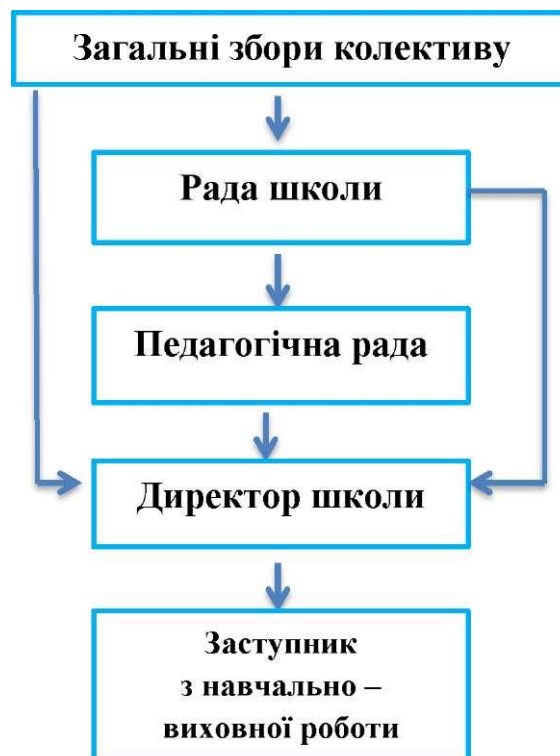 Загальні збори колективу
Рада школи
Педагогічна рада
Директор школи
Заступник
з навчально –
виховної роботи